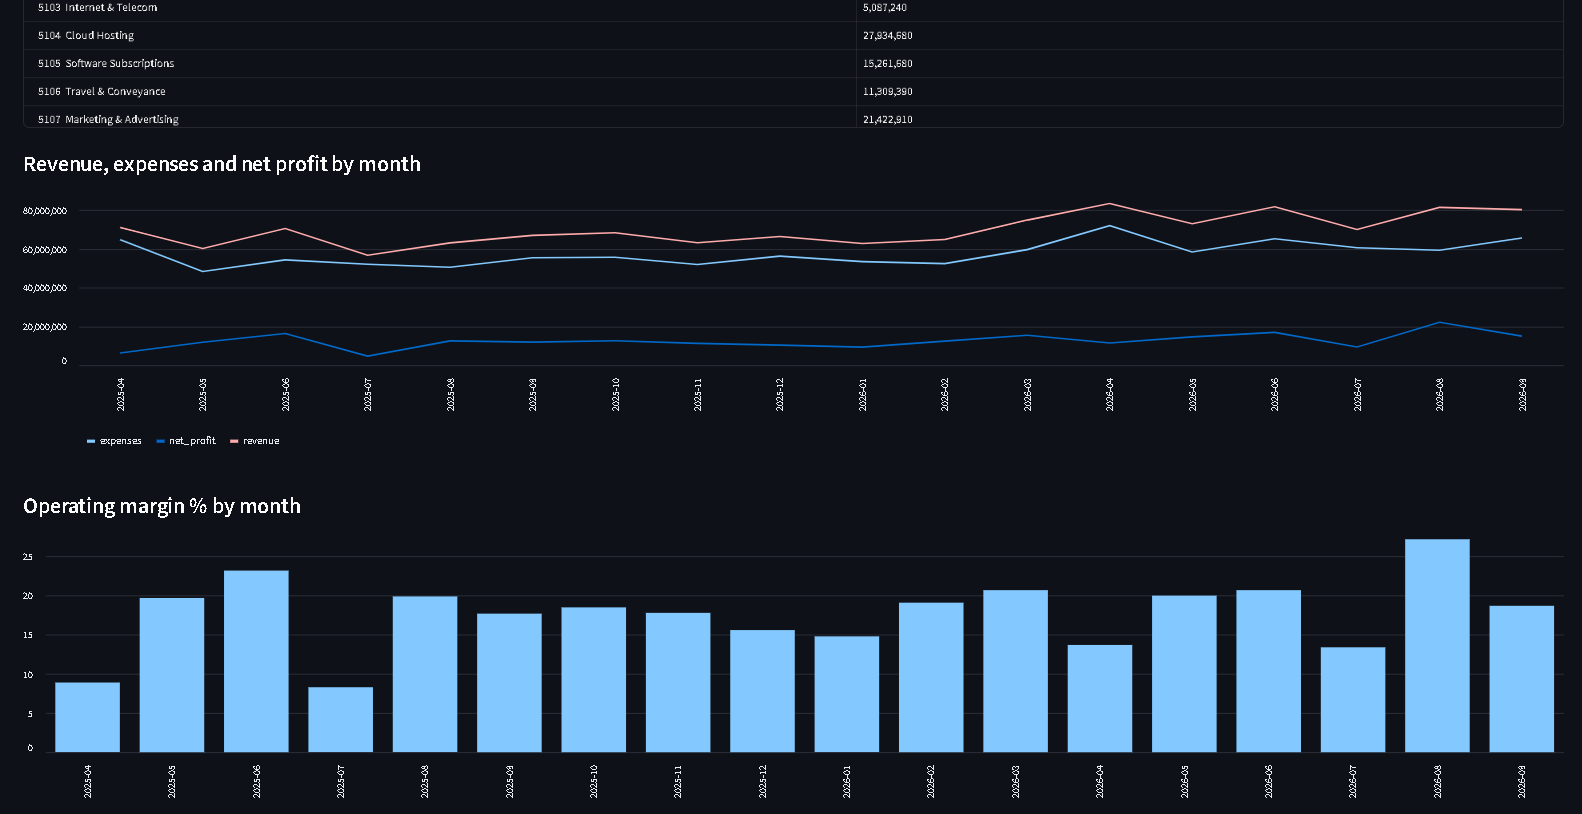 5103 Internet & Telecom 5,087,240
5104 Cloud Hosting 27,934,680
5105 Software Subscriptions 15,261,680
5106 Travel & Conveyance 11,309,390
5107 Marketing & Advertising 21,422,910
Revenue, expenses and net profit by month
80,000,000
60,000,000
40,000,000
20,000,000
0
2025-04 2025-05 2025-06 2025-07 2025-08 2025-09 2025-10 2025-11 2025-12 2026-01 2026-02 2026-03 2026-04 2026-05 2026-06 2026-07 2026-08 2026-09
expenses net_profit revenue
Operating margin % by month
25
20
15
10
5
0
2025-04 2025-05 2025-06 2025-07 2025-08 2025-09 2025-10 2025-11 2025-12 2026-01 2026-02 2026-03 2026-04 2026-05 2026-06 2026-07 2026-08 2026-09